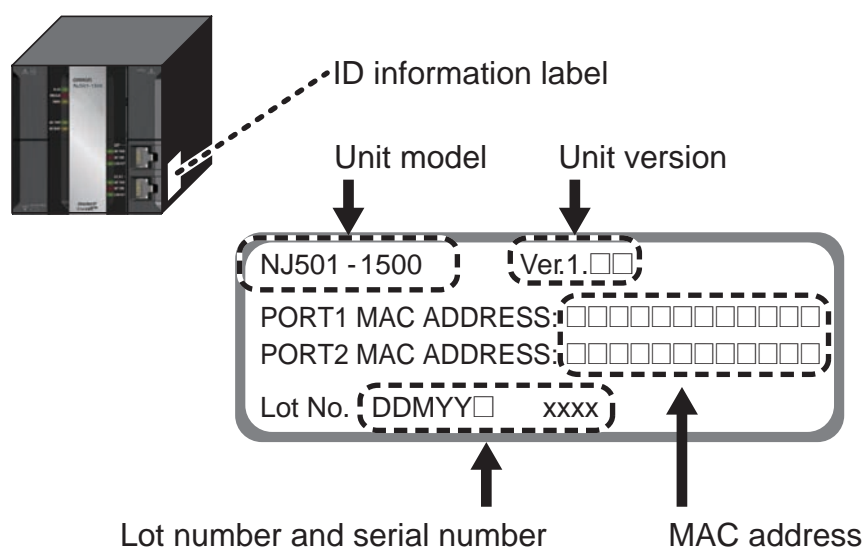 ID information label
Unit model Unit version
NJ501 - 1500 Ver.1.□□
PORT1 MAC ADDRESS: □□□□□□□□□□□□
PORT2 MAC ADDRESS: □□□□□□□□□□□□
Lot No. DDMYY□ xxxx
Lot number and serial number MAC address